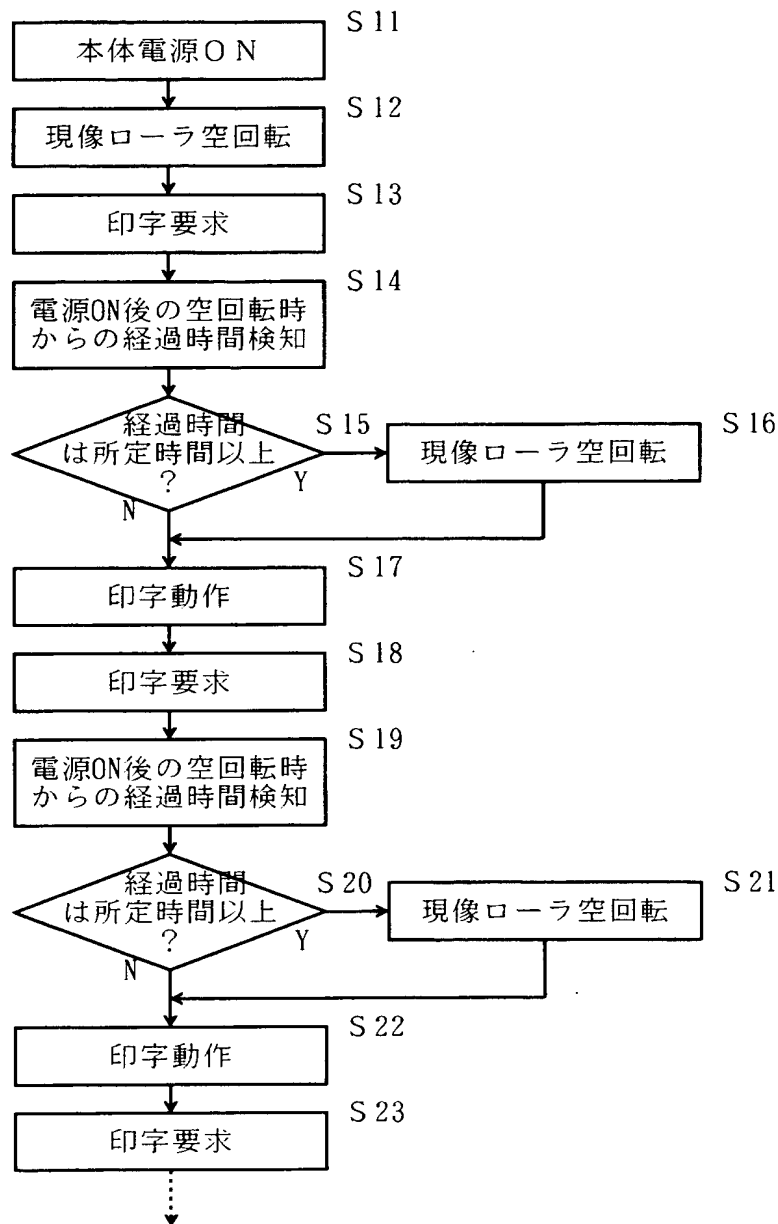 S11
本体電源ON
S12
現像ローラ空回転
S13
印字要求
S14
電源ON後の空回転時
からの経過時間検知
経過時間
は所定時間以上
?
S15
Y
N
S16
現像ローラ空回転
S17
印字動作
S18
印字要求
S19
電源ON後の空回転時
からの経過時間検知
経過時間
は所定時間以上
?
S20
Y
N
S21
現像ローラ空回転
S22
印字動作
S23
印字要求